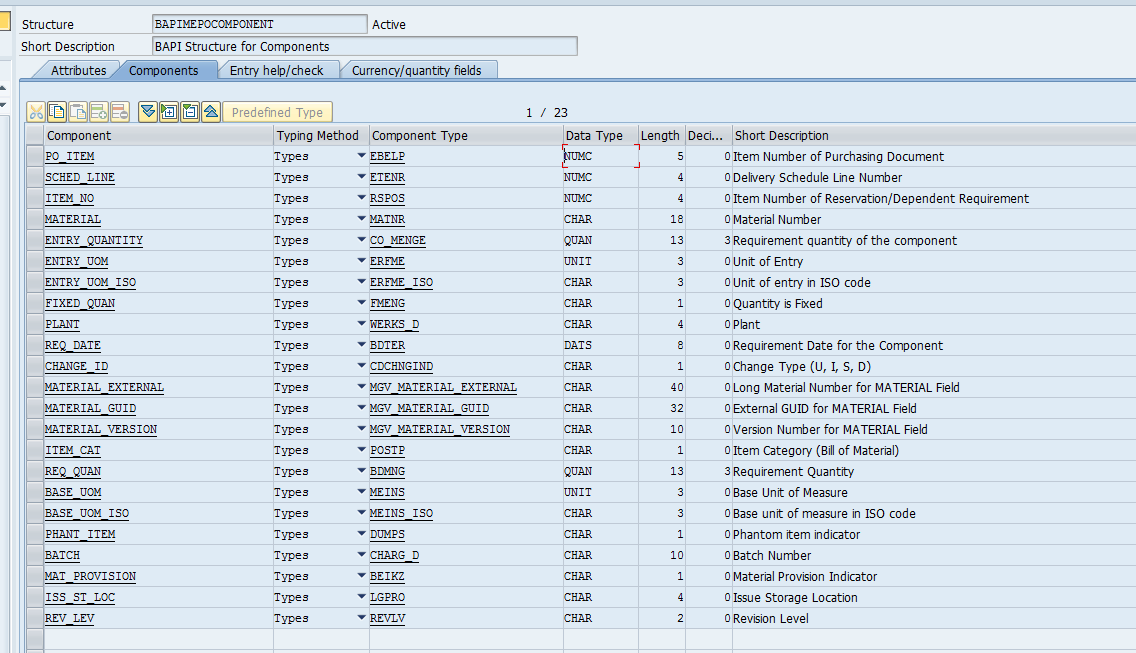 Structure BAPIMEPOCOMPONENT Active
Short Description BAPI Structure for Components
Attributes Components Entry help/check Currency/quantity fields
Predefined Type 1 / 23
Component Typing Method Component Type Data Type Length Deci... Short Description
PO_ITEM Types EBELP NUMC 5 0 Item Number of Purchasing Document
SCHED_LINE Types ETENR NUMC 4 0 Delivery Schedule Line Number
ITEM_NO Types RSPOS NUMC 4 0 Item Number of Reservation/Dependent Requirement
MATERIAL Types MATNR CHAR 18 0 Material Number
ENTRY_QUANTITY Types CO_MENGE QUAN 13 3 Requirement quantity of the component
ENTRY_UOM Types ERFME UNIT 3 0 Unit of Entry
ENTRY_UOM_ISO Types ERFME_ISO CHAR 3 0 Unit of entry in ISO code
FIXED_QUAN Types FMENG CHAR 1 0 Quantity is Fixed
PLANT Types WERKS_D CHAR 4 0 Plant
REQ_DATE Types BDTER DATS 8 0 Requirement Date for the Component
CHANGE_ID Types CDCHNGIND CHAR 1 0 Change Type (U, I, S, D)
MATERIAL_EXTERNAL Types MGV_MATERIAL_EXTERNAL CHAR 40 0 Long Material Number for MATERIAL Field
MATERIAL_GUID Types MGV_MATERIAL_GUID CHAR 32 0 External GUID for MATERIAL Field
MATERIAL_VERSION Types MGV_MATERIAL_VERSION CHAR 10 0 Version Number for MATERIAL Field
ITEM_CAT Types POSTP CHAR 1 0 Item Category (Bill of Material)
REQ_QUAN Types BDMNG QUAN 13 3 Requirement Quantity
BASE_UOM Types MEINS UNIT 3 0 Base Unit of Measure
BASE_UOM_ISO Types MEINS_ISO CHAR 3 0 Base unit of measure in ISO code
PHANT_ITEM Types DUMPS CHAR 1 0 Phantom item indicator
BATCH Types CHARG_D CHAR 10 0 Batch Number
MAT_PROVISION Types BEIKZ CHAR 1 0 Material Provision Indicator
ISS_ST_LOC Types LGPRO CHAR 4 0 Issue Storage Location
REV_LEV Types REVLV CHAR 2 0 Revision Level